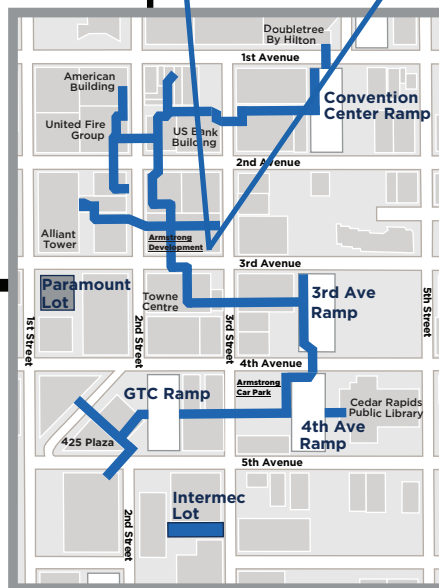 Doubletree
By Hilton
1st Avenue
American
Building
Convention
Center Ramp
United Fire
Group
US Bank
Building
2nd Avenue
Alliant
Tower
Armstrong
Development
3rd Avenue
Paramount
Lot
Towne
Centre
3rd Ave
Ramp
1st Street
2nd Street
3rd Street
5th Street
4th Avenue
Armstrong
Car Park
GTC Ramp
Cedar Rapids
Public Library
4th Ave
Ramp
425 Plaza
5th Avenue
Intermec
Lot
2nd Street